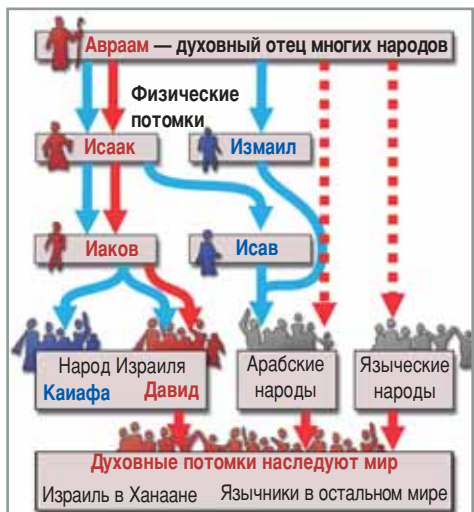 Авраам — духовный отец многих народов
Физические
потомки
Исаак
Измаил
Иаков
Исав
Народ Израиля
Каиафа Давид
Арабские
народы
Языческие
народы
Духовные потомки наследуют мир
Израиль в Ханаане Язычники в остальном мире